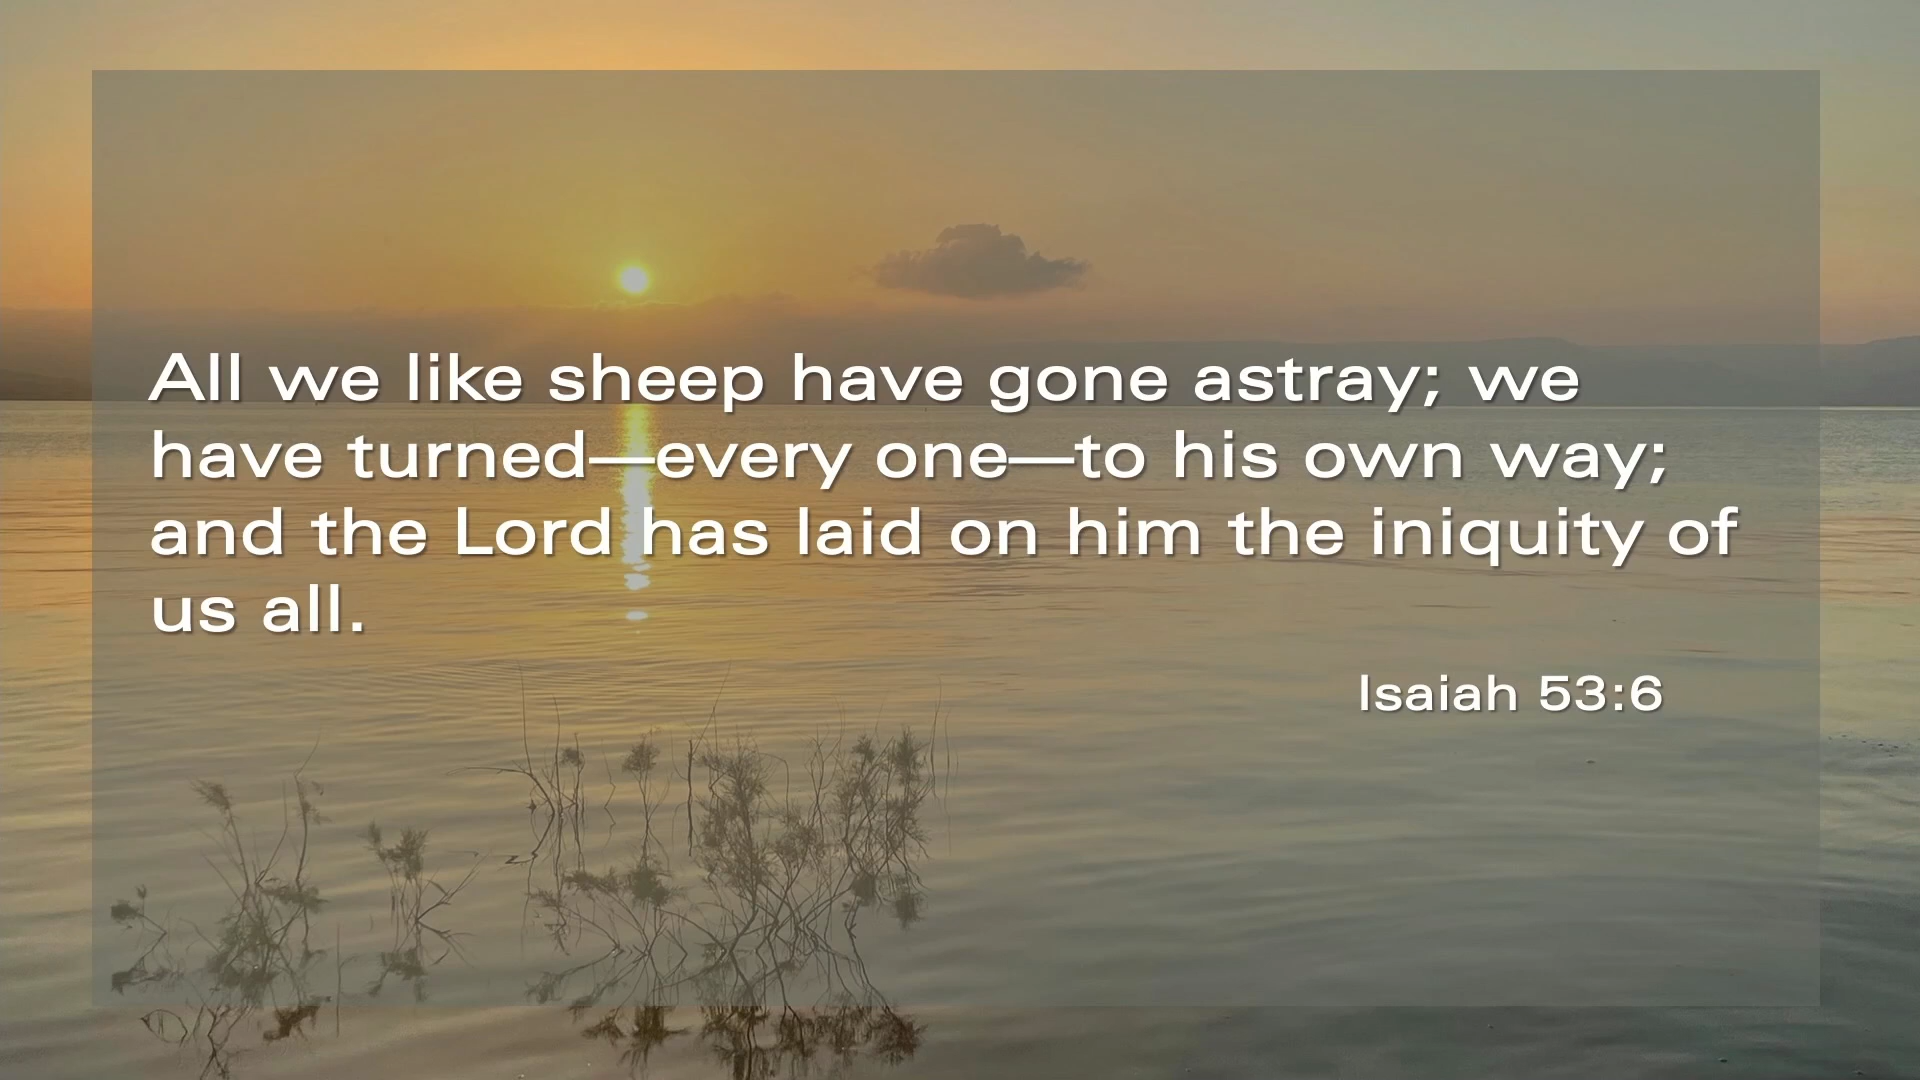 All we like sheep have gone astray; we
have turned—every one—to his own way;
and the Lord has laid on him the iniquity of
us all.
Isaiah 53:6